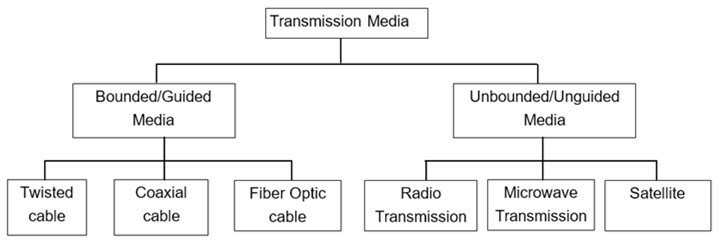 Transmission Media
Bounded/Guided
Media
Unbounded/Unguided
Media
Twisted
cable
Coaxial
cable
Fiber Optic
cable
Radio
Transmission
Microwave
Transmission
Satellite